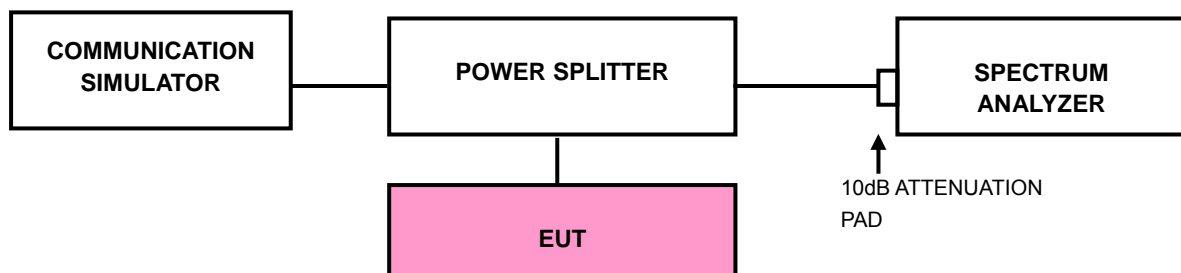 COMMUNICATION
SIMULATOR
POWER SPLITTER
SPECTRUM
ANALYZER
10dB ATTENUATION
PAD
EUT